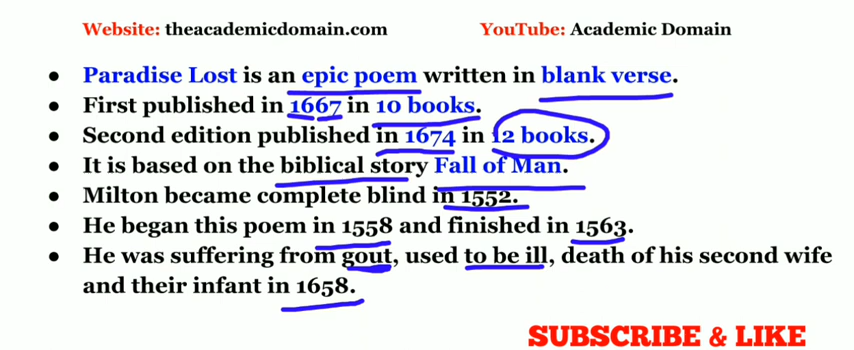 Website: theacademicdomain.com YouTube: Academic Domain
● Paradise Lost is an epic poem written in blank verse.
● First published in 1667 in 10 books.
● Second edition published in 1674 in 12 books.
● It is based on the biblical story Fall of Man.
● Milton became complete blind in 1552.
● He began this poem in 1558 and finished in 1563.
● He was suffering from gout, used to be ill, death of his second wife
and their infant in 1658.
SUBSCRIBE & LIKE